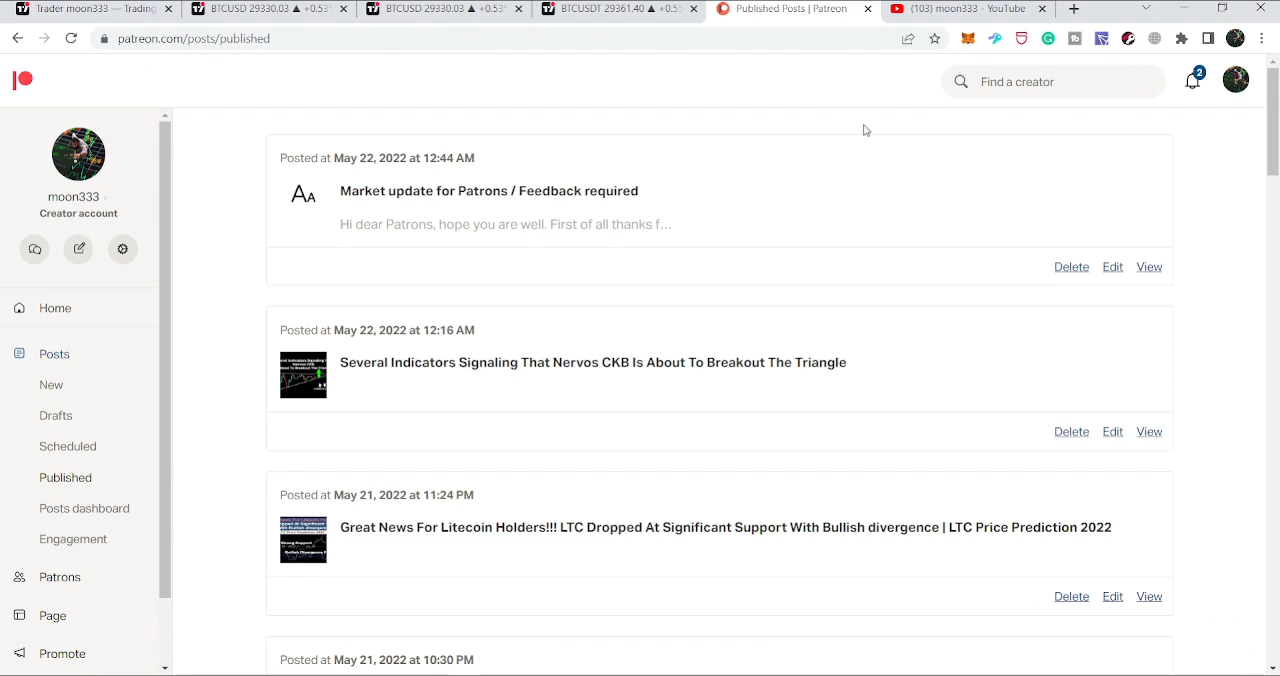 Trader moon333 — Trading
BTCUSD 29330.03 ▲ +0.53%
BTCUSD 29330.03 ▲ +0.53%
BTCUSDT 29361.40 ▲ +0.5
Published Posts | Patreon
(103) moon333 - YouTube
patreon.com/posts/published
Find a creator
2
moon333
Creator account
Home
Posts
New
Drafts
Scheduled
Published
Posts dashboard
Engagement
Patrons
Page
Promote
Posted at May 22, 2022 at 12:44 AM
AA
Market update for Patrons / Feedback required
Hi dear Patrons, hope you are well. First of all thanks f...
Delete Edit View
Posted at May 22, 2022 at 12:16 AM
Several Indicators Signaling That Nervos CKB Is About To Breakout The Triangle
Delete Edit View
Posted at May 21, 2022 at 11:24 PM
Great News For Litecoin Holders!!! LTC Dropped At Significant Support With Bullish divergence | LTC Price Prediction 2022
Delete Edit View
Posted at May 21, 2022 at 10:30 PM